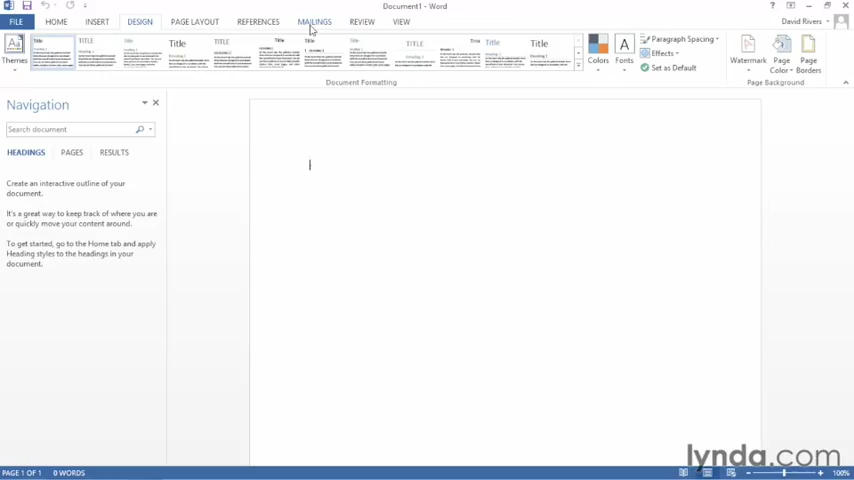 Document1 - Word
FILE HOME INSERT DESIGN PAGE LAYOUT REFERENCES MAILINGS REVIEW VIEW David Rivers
Themes
Title TITLE Title Title TITLE Title Title Title TITLE Title Title Title
Colors Fonts
Paragraph Spacing
Effects
Set as Default
Watermark Page Color Page Borders
Document Formatting Page Background
Navigation
Search document
HEADINGS PAGES RESULTS
Create an interactive outline of your
document.
It's a great way to keep track of where you are
or quickly move your content around.
To get started, go to the Home tab and apply
Heading styles to the headings in your
document.
lynda.com
PAGE 1 OF 1 0 WORDS 100%